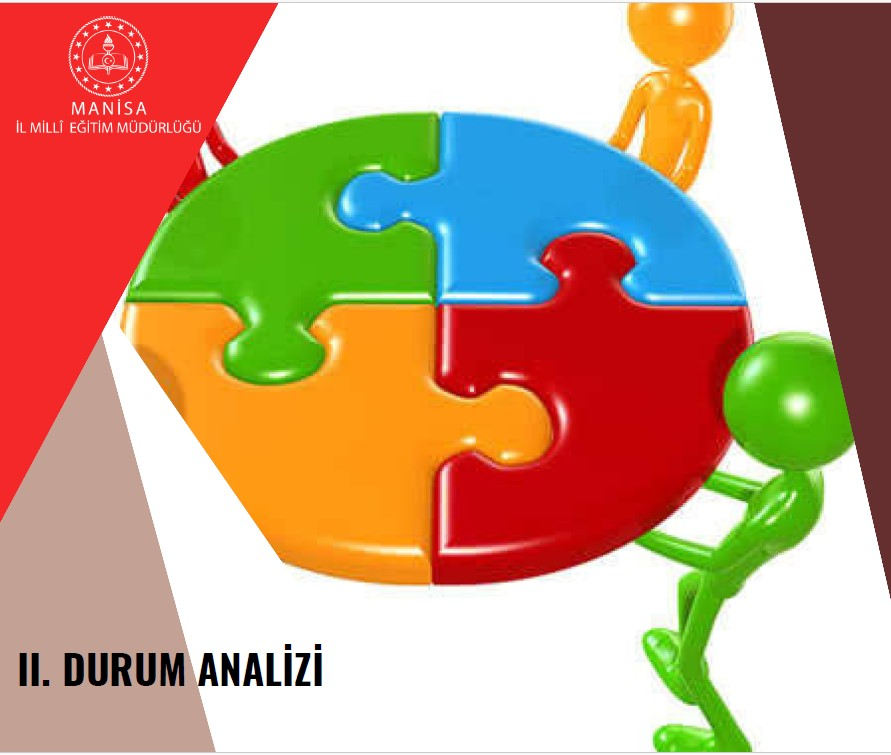 MANİSA
İL MİLLÎ EĞİTİM MÜDÜRLÜĞÜ
II. DURUM ANALİZİ